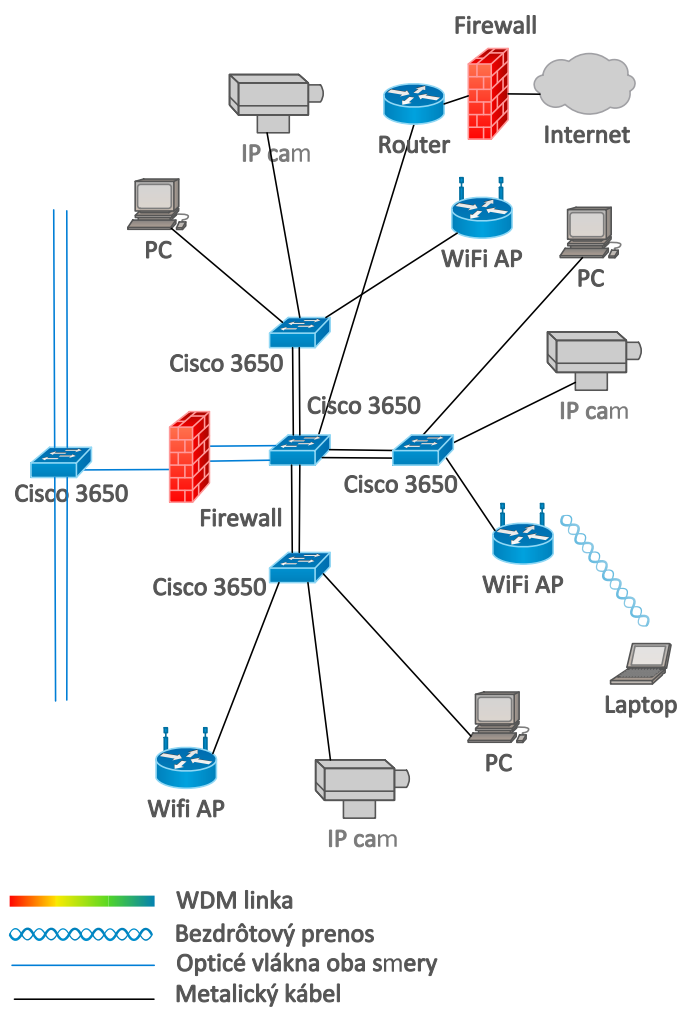 Firewall
Internet
Router
IP cam
WiFi AP
PC
PC
Cisco 3650
Cisco 3650
IP cam
Cisco 3650
Cisco 3650
Firewall
WiFi AP
Cisco 3650
Laptop
PC
Wifi AP
IP cam
WDM linka
Bezdrôtový prenos
Opticé vlákna oba smery
Metalický kábel